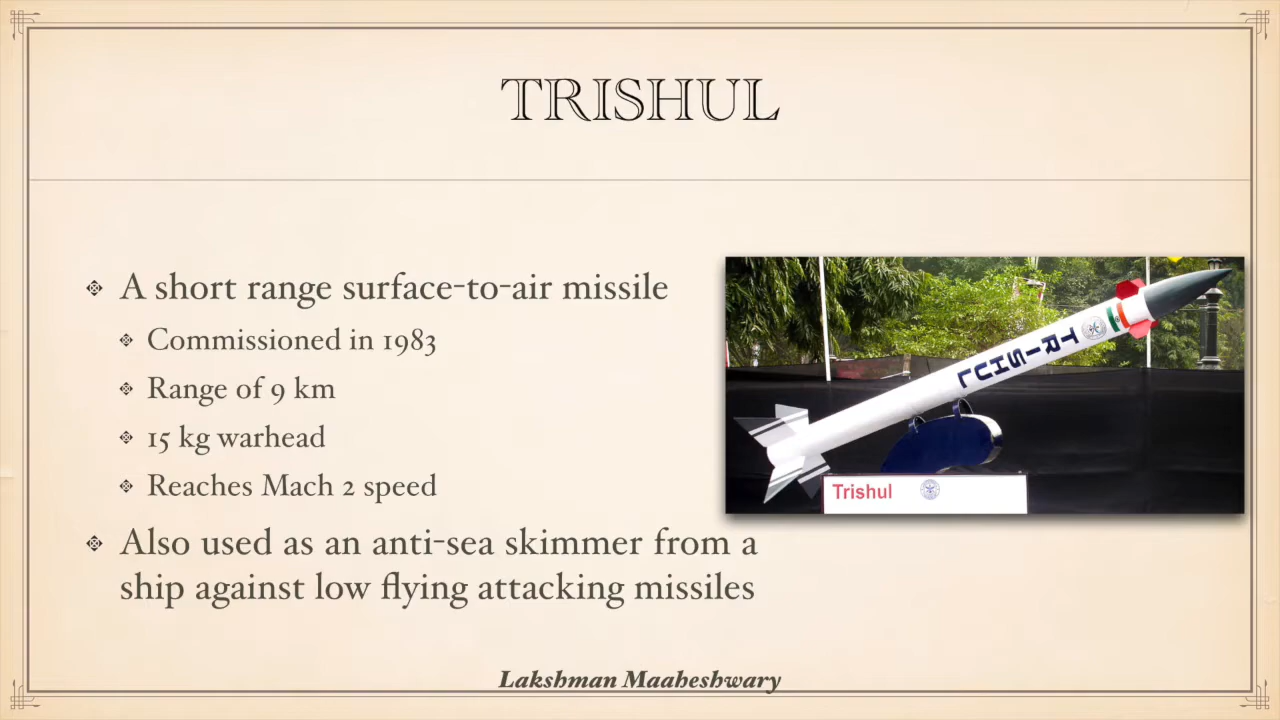 TRISHUL
A short range surface-to-air missile
Commissioned in 1983
Range of 9 km
15 kg warhead
Reaches Mach 2 speed
Also used as an anti-sea skimmer from a
ship against low flying attacking missiles
TRISHUL
Trishul
Lakshman Maaheshwary